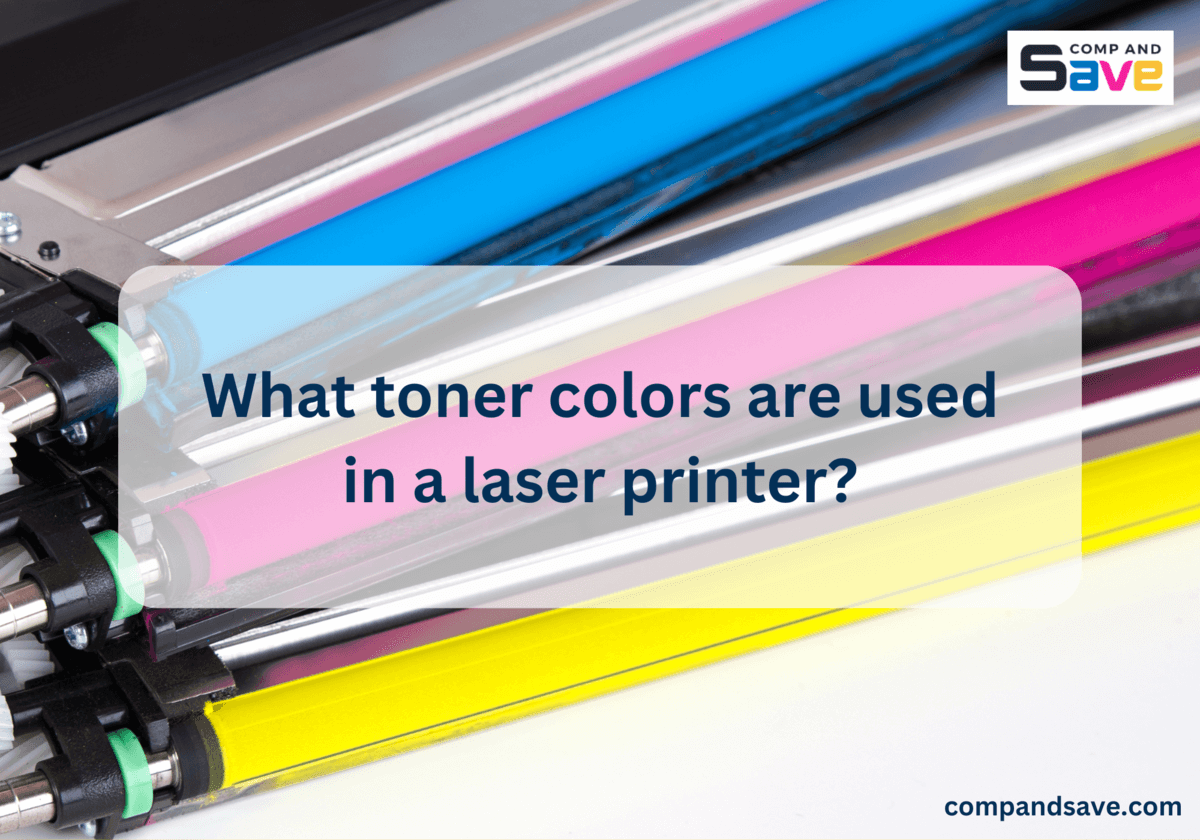 COMP AND
Save
What toner colors are used
in a laser printer?
compandsave.com